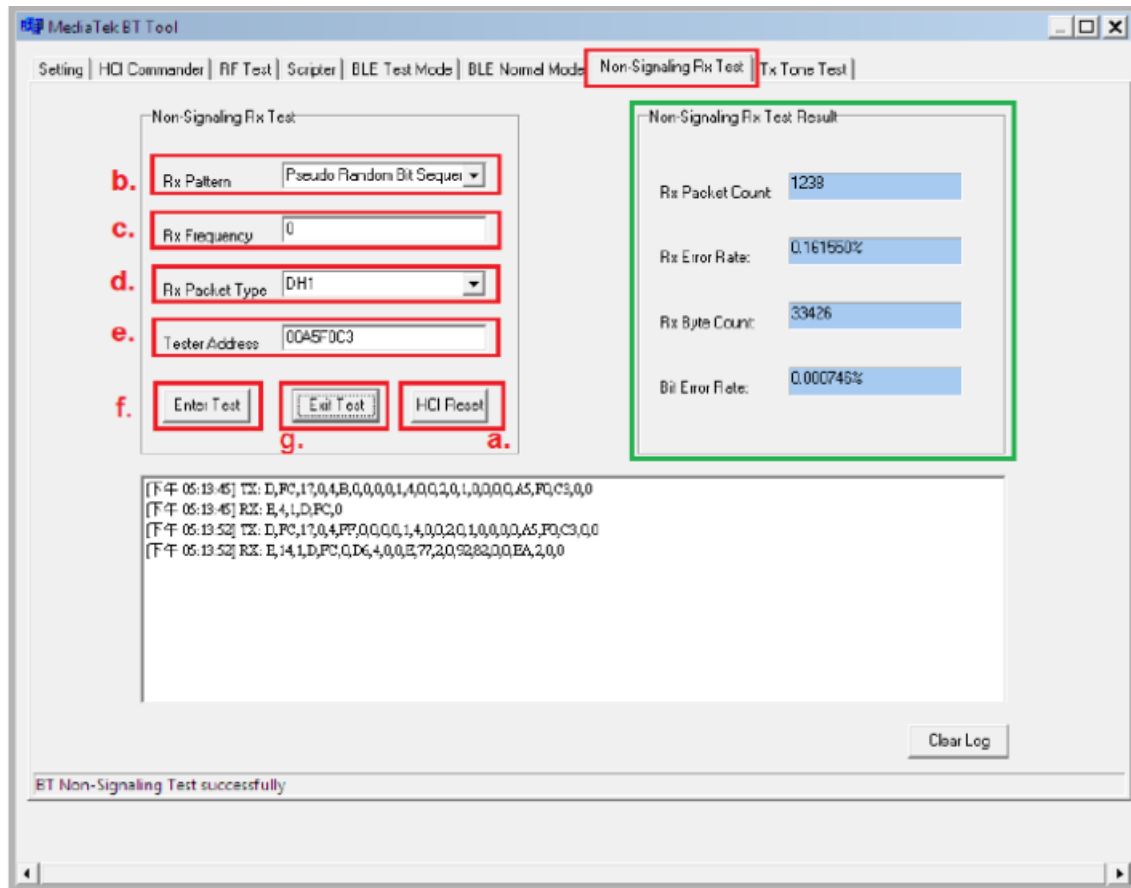 MediaTek BT Tool
Setting HCI Commander RF Test Scripter BLE Test Mode BLE Normal Mode Non-Signaling Rx Test Tx Tone Test
Non-Signaling Rx Test
b. Rx Pattern Pseudo Random Bit Sequer
c. Rx Frequency 0
d. Rx Packet Type DH1
e. Tester Address 00A5F0C3
f. Enter Test Exit Test HCI Reset
g. a.
Non-Signaling Rx Test Result
Rx Packet Count: 1238
Rx Error Rate: 0.161550%
Rx Byte Count: 33426
Bit Error Rate: 0.000746%
[下午 05:13:45] TX: D,FC,17,0,4,B,0,0,0,0,1,4,0,0,2,0,1,0,0,0,0,A5,F0,C3,0,0
[下午 05:13:45] RX: E,4,1,D,FC,0
[下午 05:13:52] TX: D,FC,17,0,4,FF,0,0,0,0,1,4,0,0,2,0,1,0,0,0,0,A5,F0,C3,0,0
[下午 05:13:52] RX: E,14,1,D,FC,0,D6,4,0,0,E,77,2,0,92,82,0,0,EA,2,0,0
Clear Log
BT Non-Signaling Test successfully